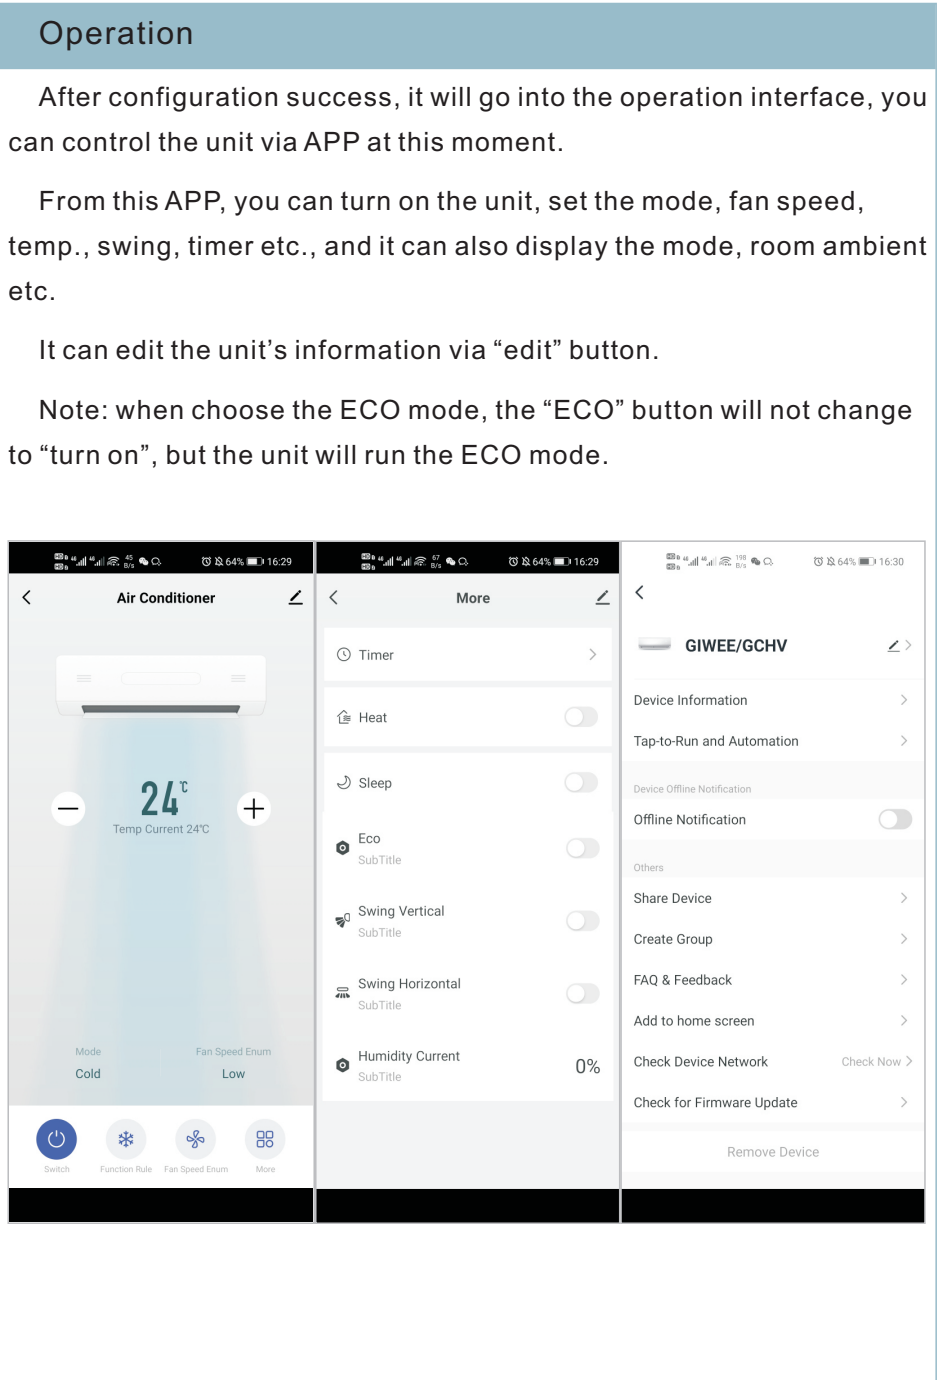 Operation
After configuration success, it will go into the operation interface, you
can control the unit via APP at this moment.
From this APP, you can turn on the unit, set the mode, fan speed,
temp., swing, timer etc., and it can also display the mode, room ambient
etc.
It can edit the unit’s information via “edit” button.
Note: when choose the ECO mode, the “ECO” button will not change
to “turn on”, but the unit will run the ECO mode.
45 B/s 64% 16:29
Air Conditioner
24℃
Temp Current 24℃
Mode
Cold
Fan Speed Enum
Low
Switch
Function Rule
Fan Speed Enum
More
67 B/s 64% 16:29
More
Timer
Heat
Sleep
Eco
SubTitle
Swing Vertical
SubTitle
Swing Horizontal
SubTitle
Humidity Current
SubTitle
0%
198 B/s 64% 16:30
GIWEE/GCHV
Device Information
Tap-to-Run and Automation
Device Offline Notification
Offline Notification
Others
Share Device
Create Group
FAQ & Feedback
Add to home screen
Check Device Network
Check Now
Check for Firmware Update
Remove Device